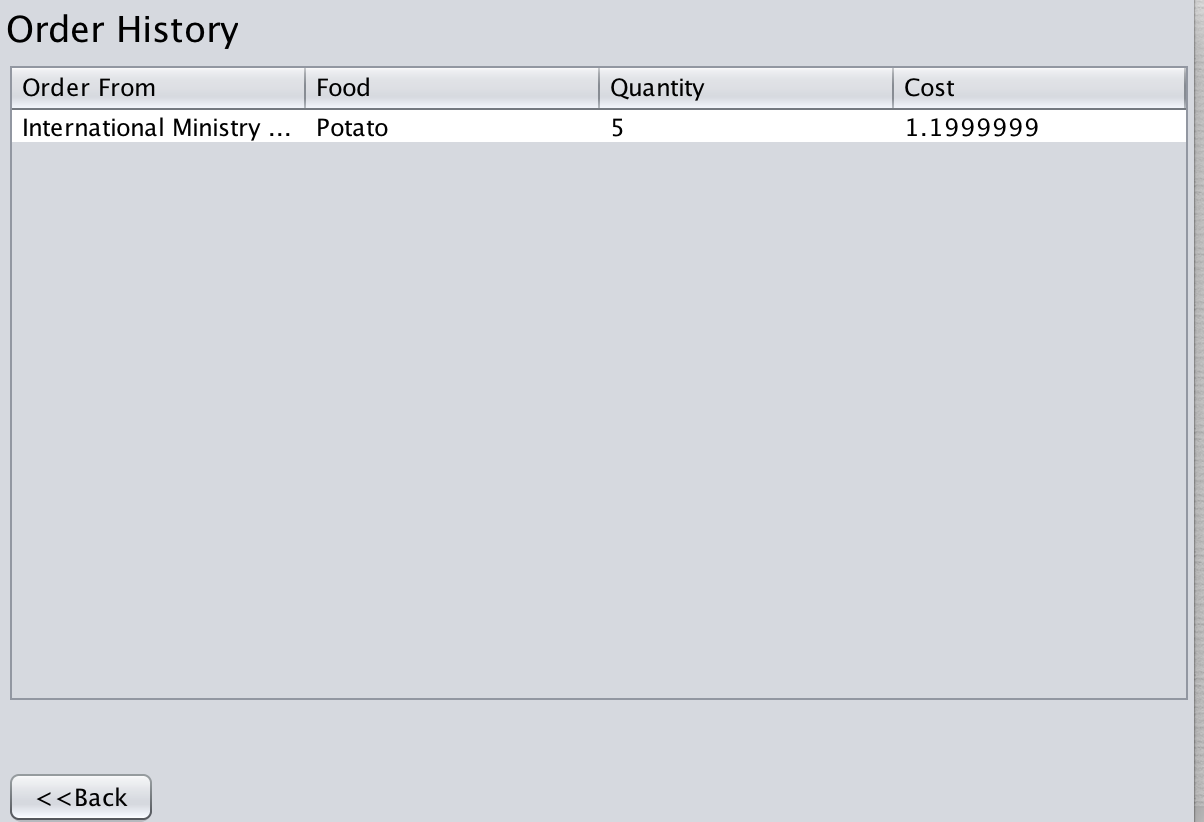 Order History
Order From Food Quantity Cost
International Ministry ... Potato 5 1.1999999
<<Back